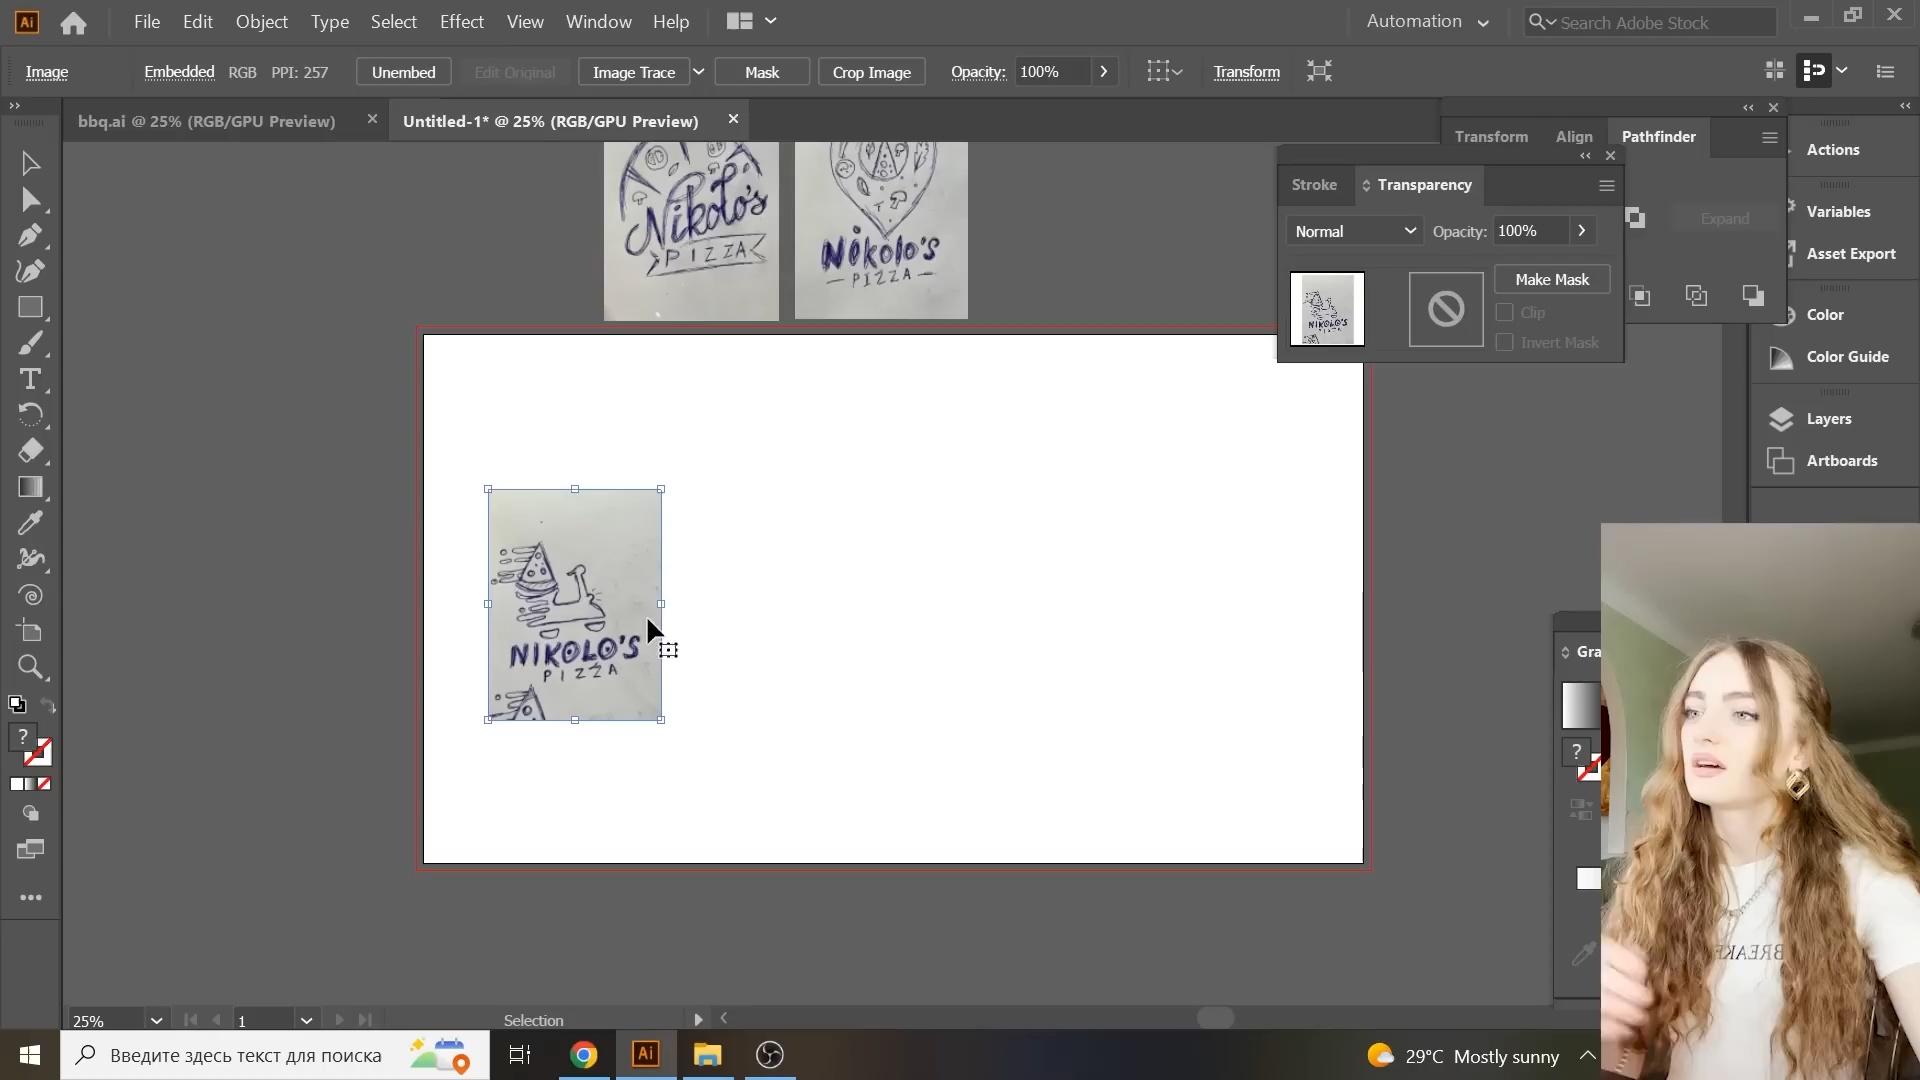 Ai File Edit Object Type Select Effect View Window Help Automation Search Adobe Stock
Image Embedded RGB PPI: 257 Unembed Edit Original Image Trace Mask Crop Image Opacity: 100% Transform
bbq.ai @ 25% (RGB/GPU Preview) Untitled-1* @ 25% (RGB/GPU Preview)
Transform Align Pathfinder
Stroke Transparency
Normal Opacity: 100%
Make Mask
Clip
Invert Mask
Expand
Actions
Variables
Asset Export
Color
Color Guide
Layers
Artboards
Nikolo's
PIZZA
Nikolo's
PIZZA
NIKOLO'S
PIZZA
NIKOLO'S
Gra
?
?
25% 1 Selection
Введите здесь текст для поиска Ai 29°C Mostly sunny